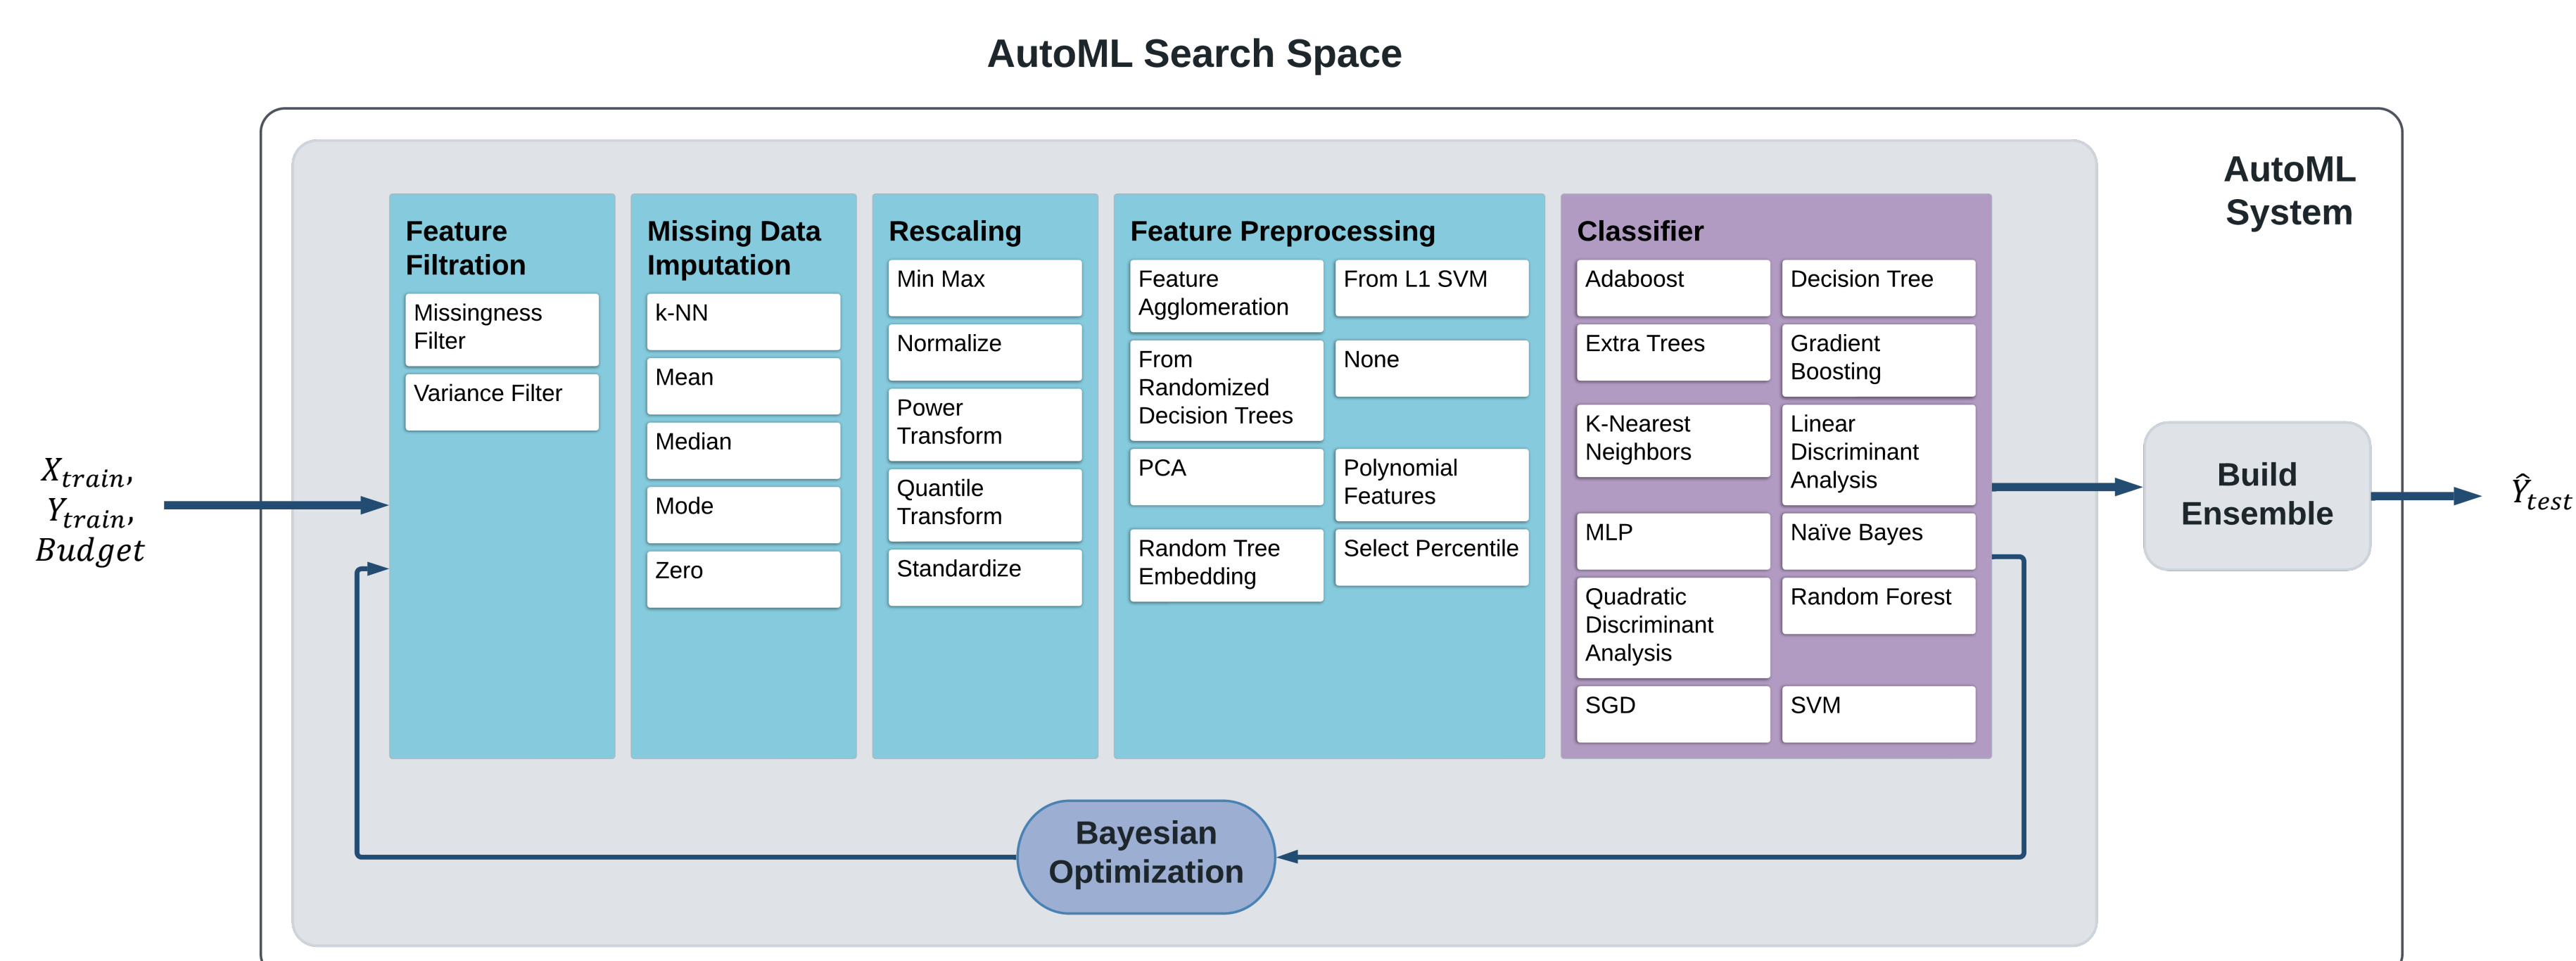 AutoML Search Space
AutoML
System
X_train,
Y_train,
Budget
Feature
Filtration
Missingness
Filter
Variance Filter
Missing Data
Imputation
k-NN
Mean
Median
Mode
Zero
Rescaling
Min Max
Normalize
Power
Transform
Quantile
Transform
Standardize
Feature Preprocessing
Feature
Agglomeration
From L1 SVM
From
Randomized
Decision Trees
None
PCA
Polynomial
Features
Random Tree
Embedding
Select Percentile
Classifier
Adaboost
Decision Tree
Extra Trees
Gradient
Boosting
K-Nearest
Neighbors
Linear
Discriminant
Analysis
MLP
Naïve Bayes
Quadratic
Discriminant
Analysis
Random Forest
SGD
SVM
Bayesian
Optimization
Build
Ensemble
Ŷ_test